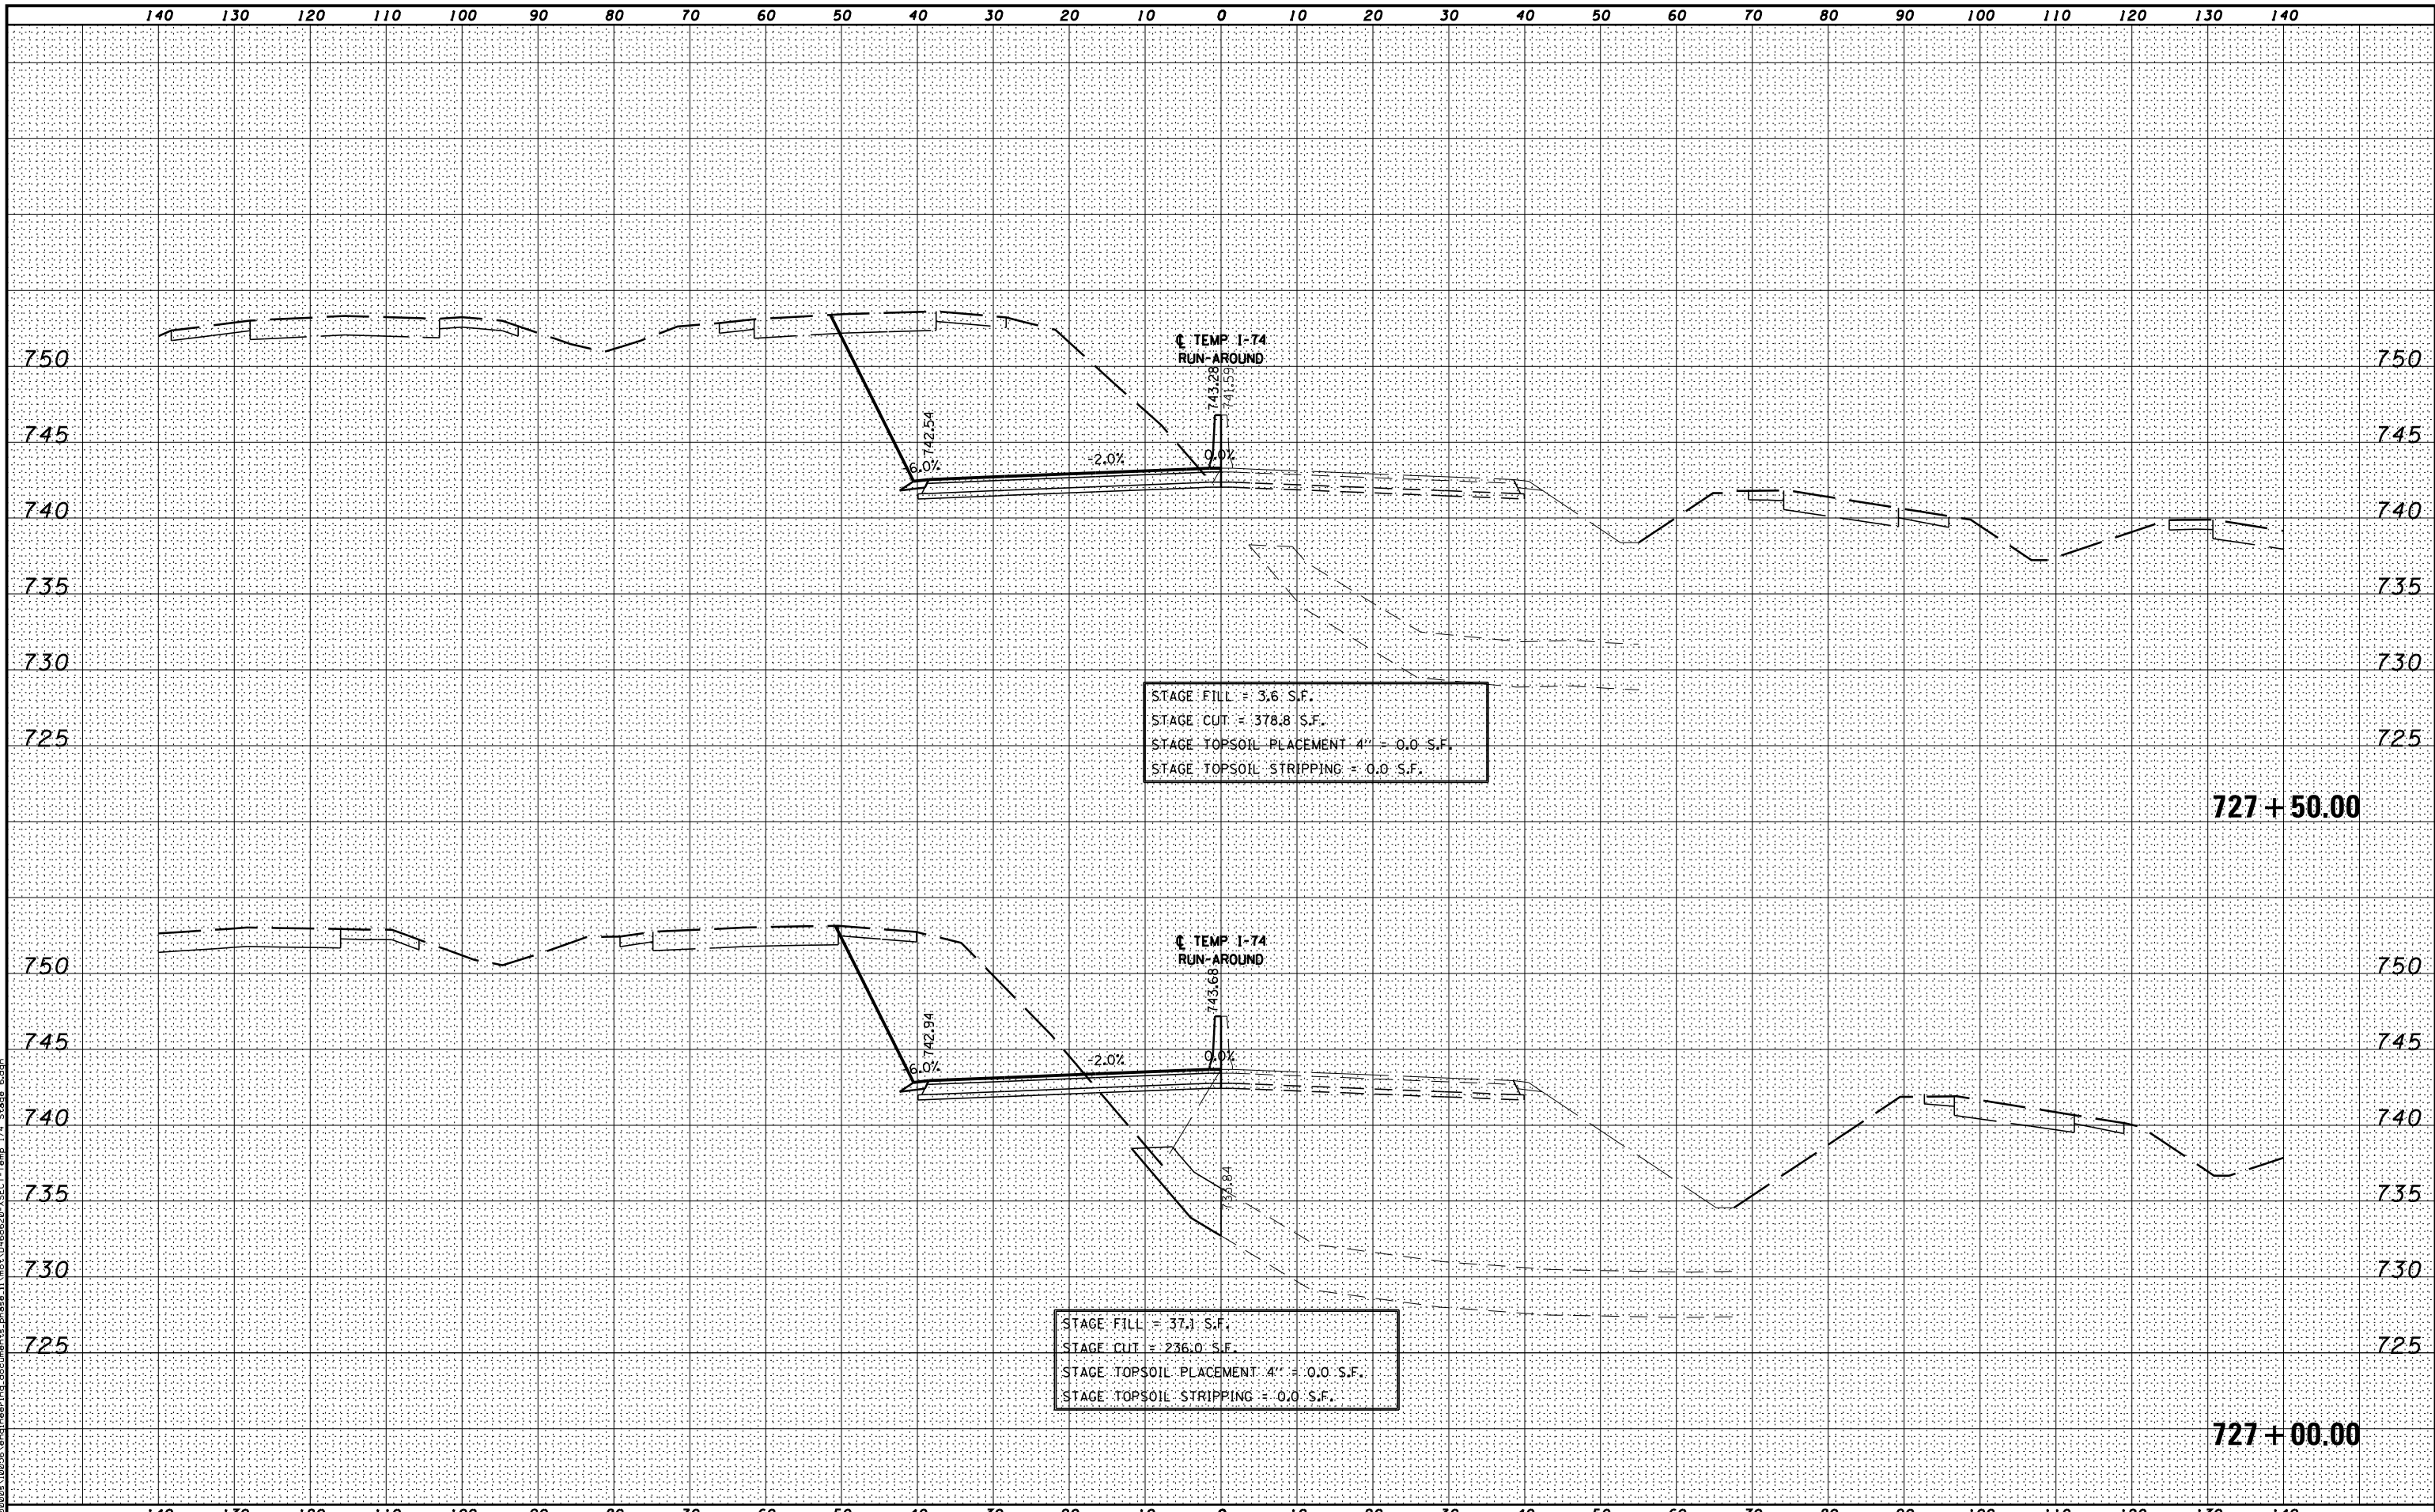 140 130 120 110 100 90 80 70 60 50 40 30 20 10 0 10 20 30 40 50 60 70 80 90 100 110 120 130 140
℄ TEMP I-74
RUN-AROUND
750 750
743.28
741.59
742.54
745 745
-6.0% -2.0% 0.0%
740 740
735 735
730 730
STAGE FILL = 3.6 S.F.
STAGE CUT = 378.8 S.F.
725 725
STAGE TOPSOIL PLACEMENT 4'' = 0.0 S.F.
STAGE TOPSOIL STRIPPING = 0.0 S.F.
727+50.00
℄ TEMP I-74
RUN-AROUND
750 750
743.68
742.94
745 745
-6.0% -2.0% 0.0%
740 740
735 735
733.84
730 730
STAGE FILL = 37.1 S.F.
STAGE CUT = 236.0 S.F.
725 725
STAGE TOPSOIL PLACEMENT 4'' = 0.0 S.F.
STAGE TOPSOIL STRIPPING = 0.0 S.F.
727+00.00